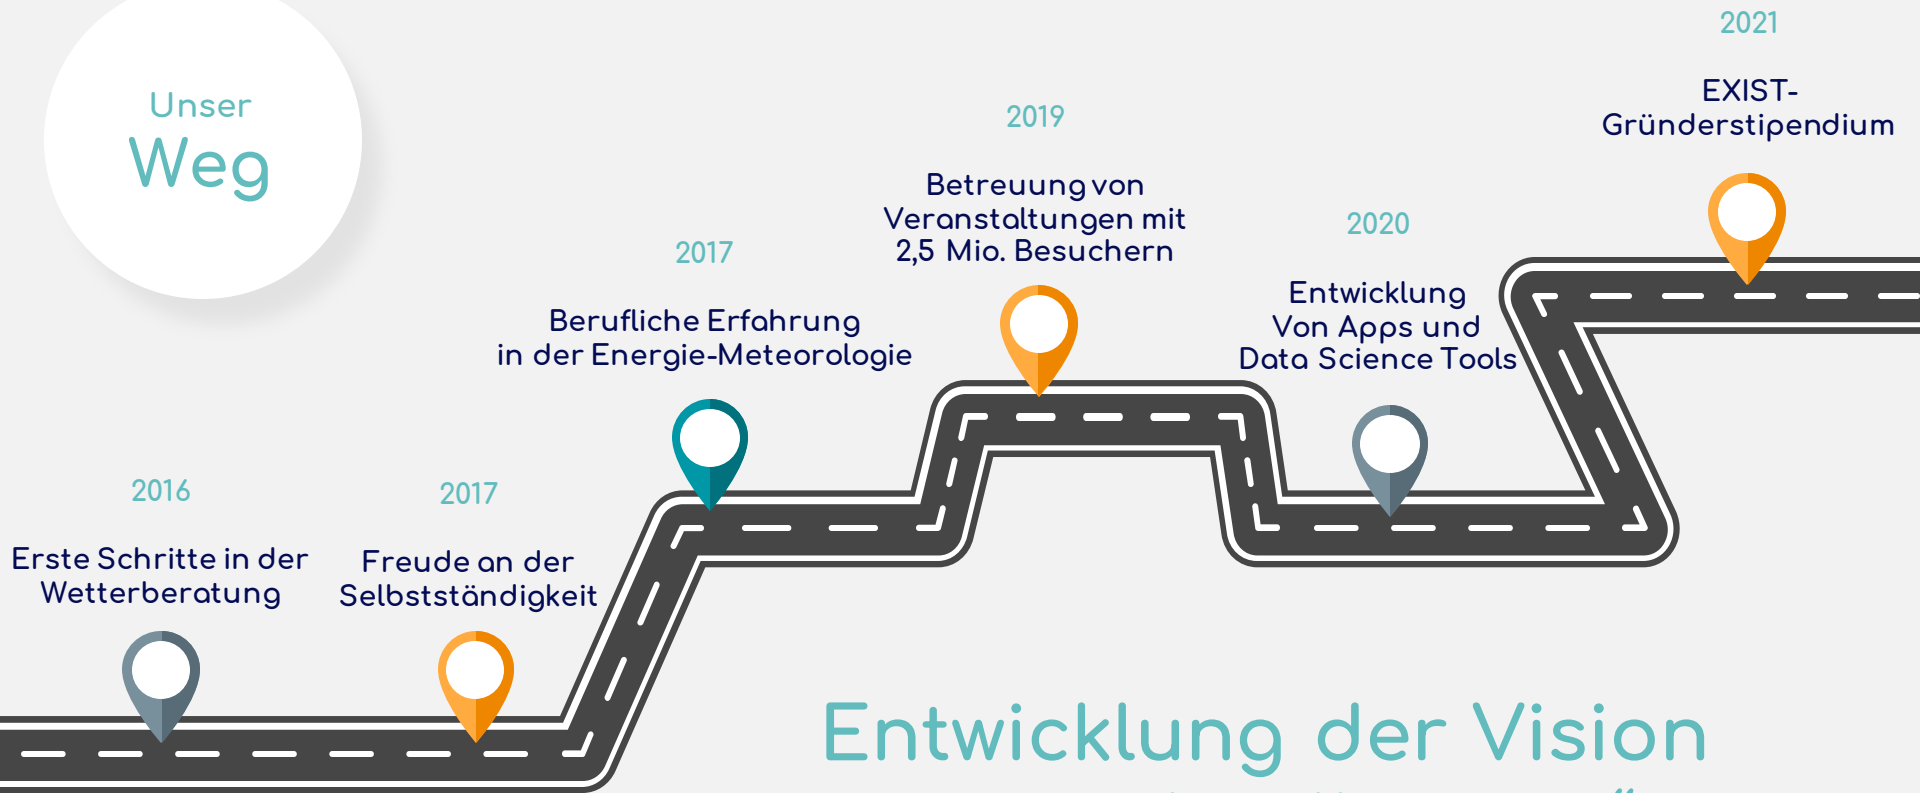 Unser
Weg
2016
Erste Schritte in der
Wetterberatung
2017
Freude an der
Selbstständigkeit
2017
Berufliche Erfahrung
in der Energie-Meteorologie
2019
Betreuung von
Veranstaltungen mit
2,5 Mio. Besuchern
2020
Entwicklung
Von Apps und
Data Science Tools
2021
EXIST-
Gründerstipendium
Entwicklung der Vision